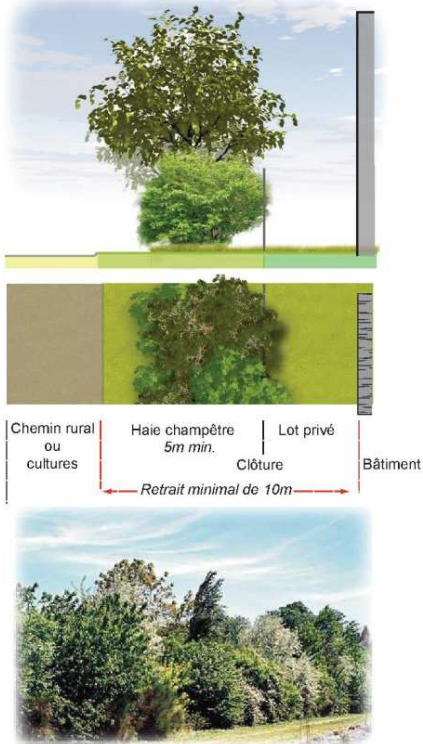 Chemin rural
ou
cultures
Haie champêtre
5m min.
Lot privé
Clôture
Bâtiment
Retrait minimal de 10m